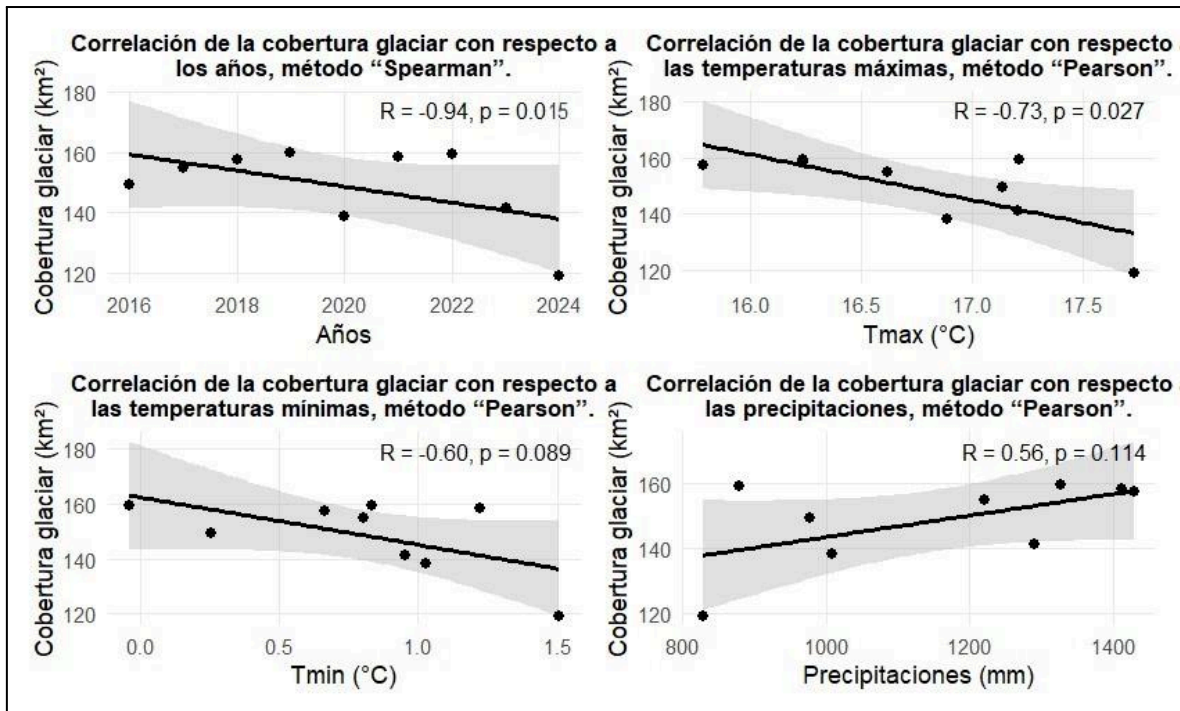 Correlación de la cobertura glaciar con respecto a
los años, método “Spearman”.
R = -0.94, p = 0.015
Cobertura glaciar (km²)
180
160
140
120
2016
2018
2020
2022
2024
Años
Correlación de la cobertura glaciar con respecto a
las temperaturas máximas, método “Pearson”.
R = -0.73, p = 0.027
Cobertura glaciar (km²)
180
160
140
120
16.0
16.5
17.0
17.5
Tmax (°C)
Correlación de la cobertura glaciar con respecto a
las temperaturas mínimas, método “Pearson”.
R = -0.60, p = 0.089
Cobertura glaciar (km²)
180
160
140
120
0.0
0.5
1.0
1.5
Tmin (°C)
Correlación de la cobertura glaciar con respecto a
las precipitaciones, método “Pearson”.
R = 0.56, p = 0.114
Cobertura glaciar (km²)
180
160
140
120
800
1000
1200
1400
Precipitaciones (mm)